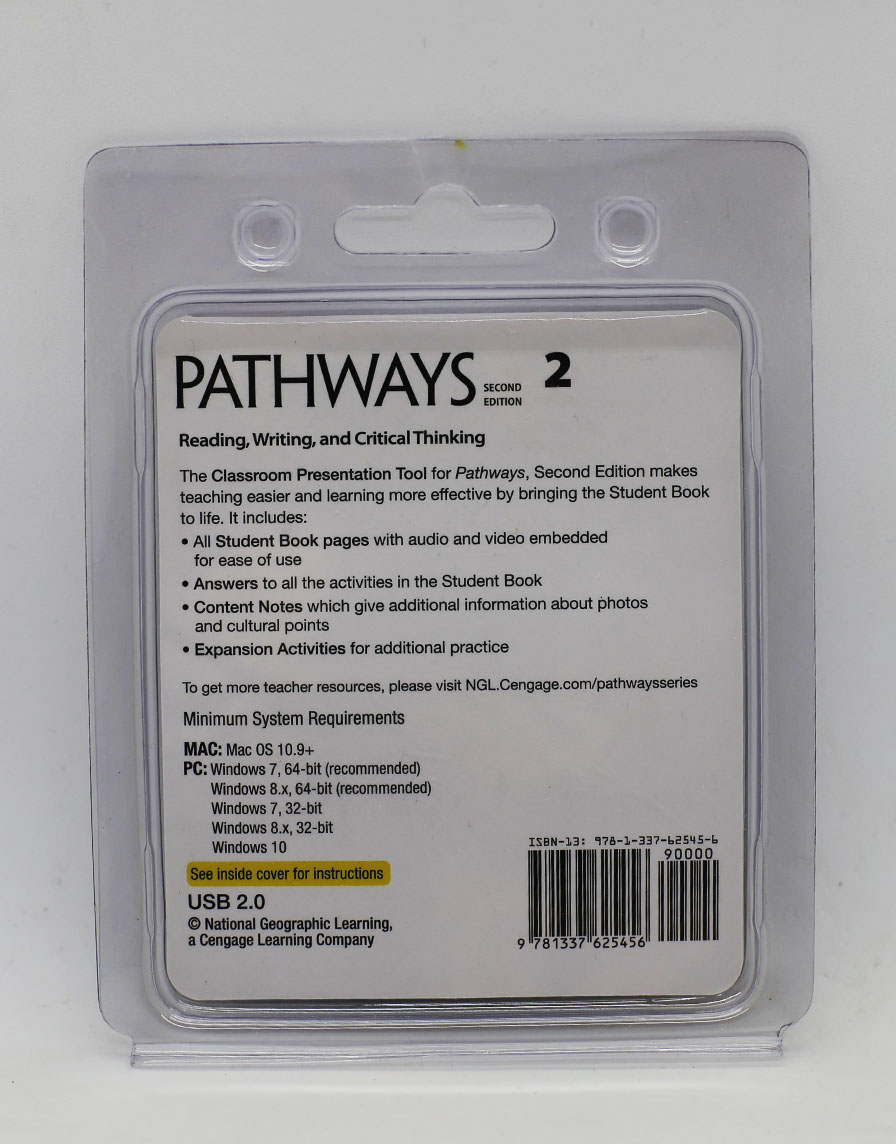 PATHWAYS SECOND EDITION 2
Reading, Writing, and Critical Thinking
The Classroom Presentation Tool for Pathways, Second Edition makes
teaching easier and learning more effective by bringing the Student Book
to life. It includes:
• All Student Book pages with audio and video embedded
for ease of use
• Answers to all the activities in the Student Book
• Content Notes which give additional information about photos
and cultural points
• Expansion Activities for additional practice
To get more teacher resources, please visit NGL.Cengage.com/pathwaysseries
Minimum System Requirements
MAC: Mac OS 10.9+
PC: Windows 7, 64-bit (recommended)
Windows 8.x, 64-bit (recommended)
Windows 7, 32-bit
Windows 8.x, 32-bit
Windows 10
See inside cover for instructions
USB 2.0
© National Geographic Learning,
a Cengage Learning Company
ISBN-13: 978-1-337-62545-6
90000
9 781337 625456